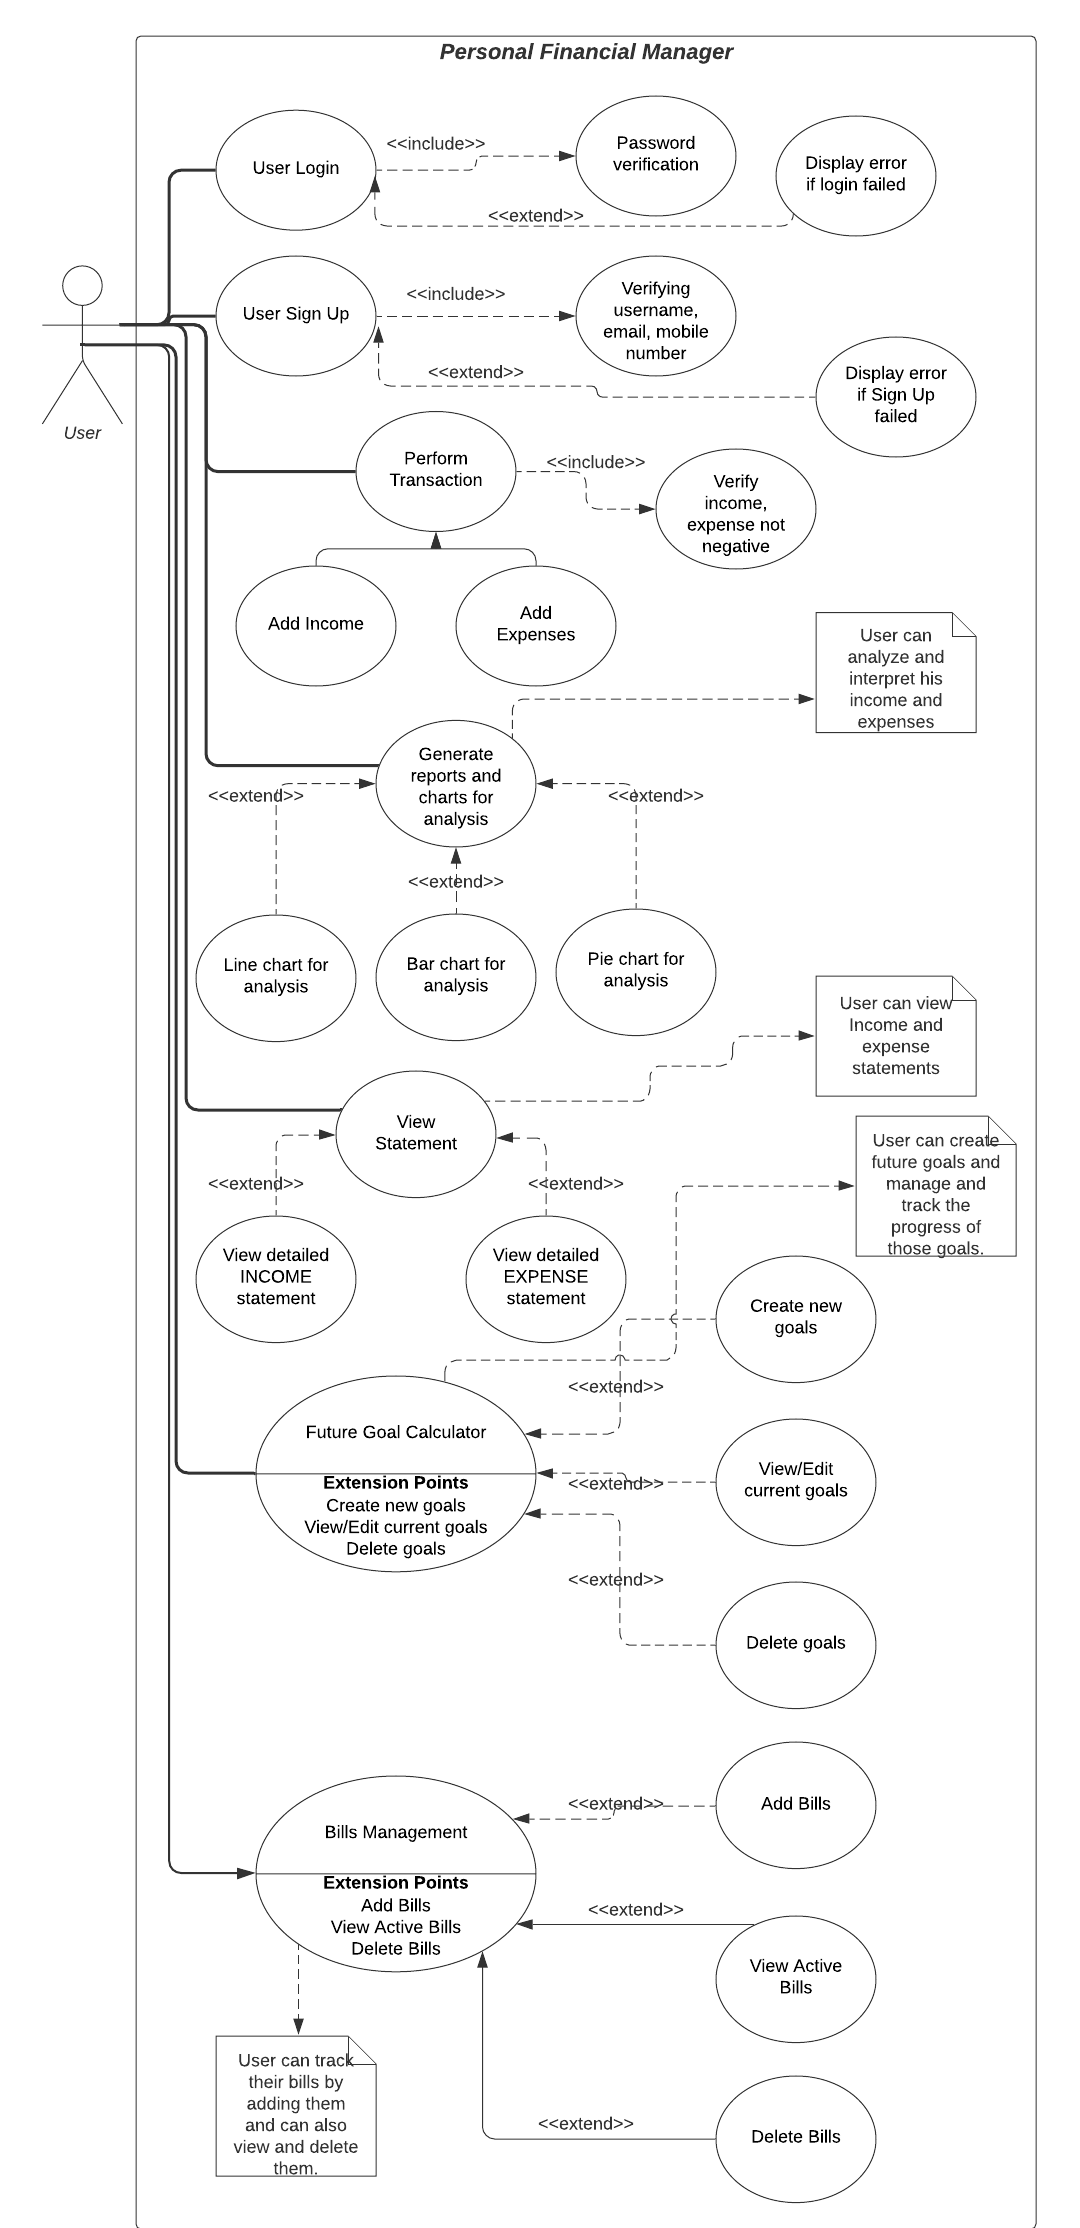 Personal Financial Manager
User Login
<<include>>
Password
verification
Display error
if login failed
<<extend>>
User Sign Up
<<include>>
Verifying
username,
email, mobile
number
<<extend>>
Display error
if Sign Up
failed
User
Perform
Transaction
<<include>>
Verify
income,
expense not
negative
Add Income
Add
Expenses
User can
analyze and
interpret his
income and
expenses
Generate
reports and
charts for
analysis
<<extend>>
<<extend>>
<<extend>>
Line chart for
analysis
Bar chart for
analysis
Pie chart for
analysis
User can view
Income and
expense
statements
View
Statement
<<extend>>
<<extend>>
View detailed
INCOME
statement
View detailed
EXPENSE
statement
User can create
future goals and
manage and
track the
progress of
those goals.
Create new
goals
<<extend>>
Future Goal Calculator
Extension Points
Create new goals
View/Edit current goals
Delete goals
<<extend>>
View/Edit
current goals
<<extend>>
Delete goals
Bills Management
Extension Points
Add Bills
View Active Bills
Delete Bills
<<extend>>
Add Bills
<<extend>>
View Active
Bills
<<extend>>
Delete Bills
User can track
their bills by
adding them
and can also
view and delete
them.